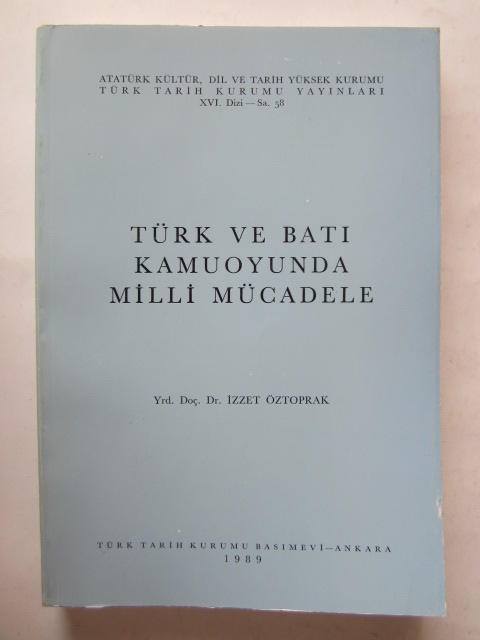 ATATÜRK KÜLTÜR, DİL VE TARİH YÜKSEK KURUMU
TÜRK TARİH KURUMU YAYINLARI
XVI. Dizi — Sa. 58
TÜRK VE BATI
KAMUOYUNDA
MİLLİ MÜCADELE
Yrd. Doç. Dr. İZZET ÖZTOPRAK
TÜRK TARİH KURUMU BASIMEVİ—ANKARA
1989